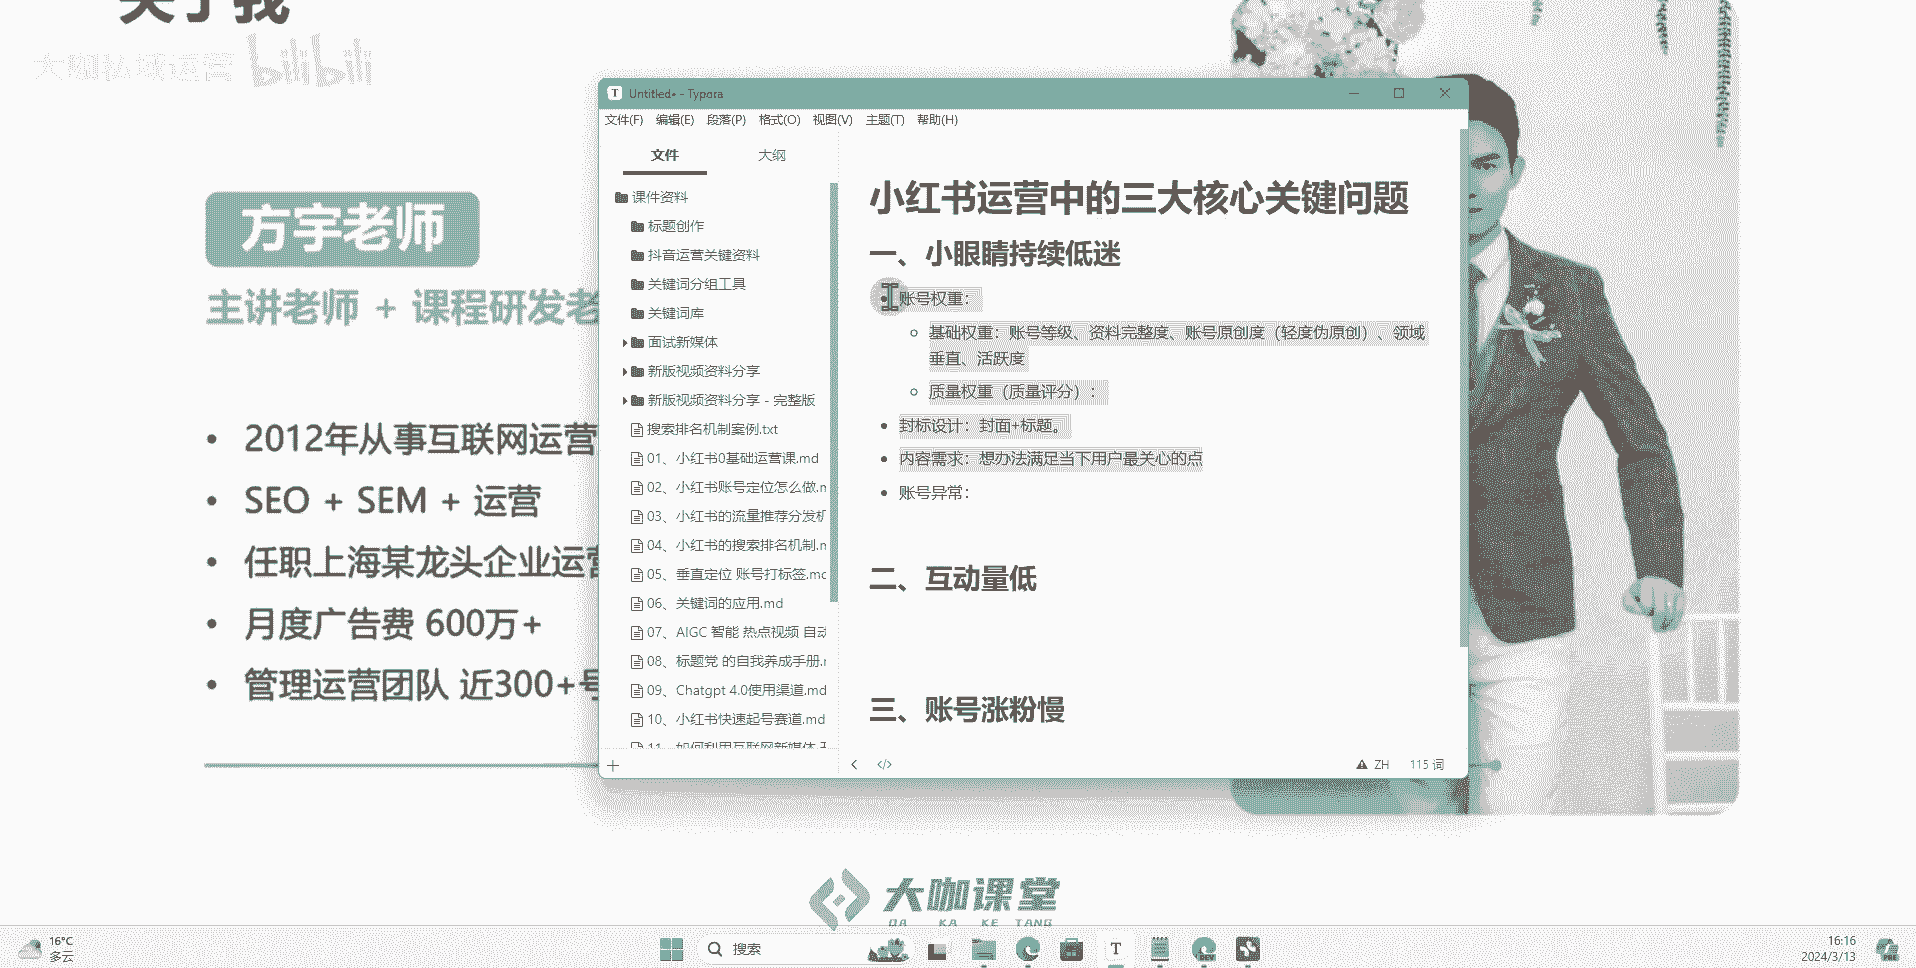 关于我
大咖私域运营 bilibili
方宇老师
主讲老师 + 课程研发老
2012年从事互联网运营
SEO + SEM + 运营
任职上海某龙头企业运营
月度广告费 600万+
管理运营团队 近300+号
Untitled• - Typora
文件(F) 编辑(E) 段落(P) 格式(O) 视图(V) 主题(T) 帮助(H)
文件 大纲
课件资料
标题创作
抖音运营关键资料
关键词分组工具
关键词库
面试新媒体
新版视频资料分享
新版视频资料分享 - 完整版
搜索排名机制案例.txt
01、小红书0基础运营课.md
02、小红书账号定位怎么做.m
03、小红书的流量推荐分发机
04、小红书的搜索排名机制.m
05、垂直定位 账号打标签.md
06、关键词的应用.md
07、AIGC 智能 热点视频 自动
08、标题党 的自我养成手册.m
09、Chatgpt 4.0使用渠道.md
10、小红书快速起号赛道.md
11、如何利用互联网新媒体
小红书运营中的三大核心关键问题
一、小眼睛持续低迷
账号权重：
基础权重：账号等级、资料完整度、账号原创度（轻度伪原创）、领域
垂直、活跃度
质量权重（质量评分）：
封标设计：封面+标题。
内容需求：想办法满足当下用户最关心的点
账号异常：
二、互动量低
三、账号涨粉慢
ZH 115 词
大咖课堂
DA KA KE TANG
16°C
多云
搜索
16:16
2024/3/13